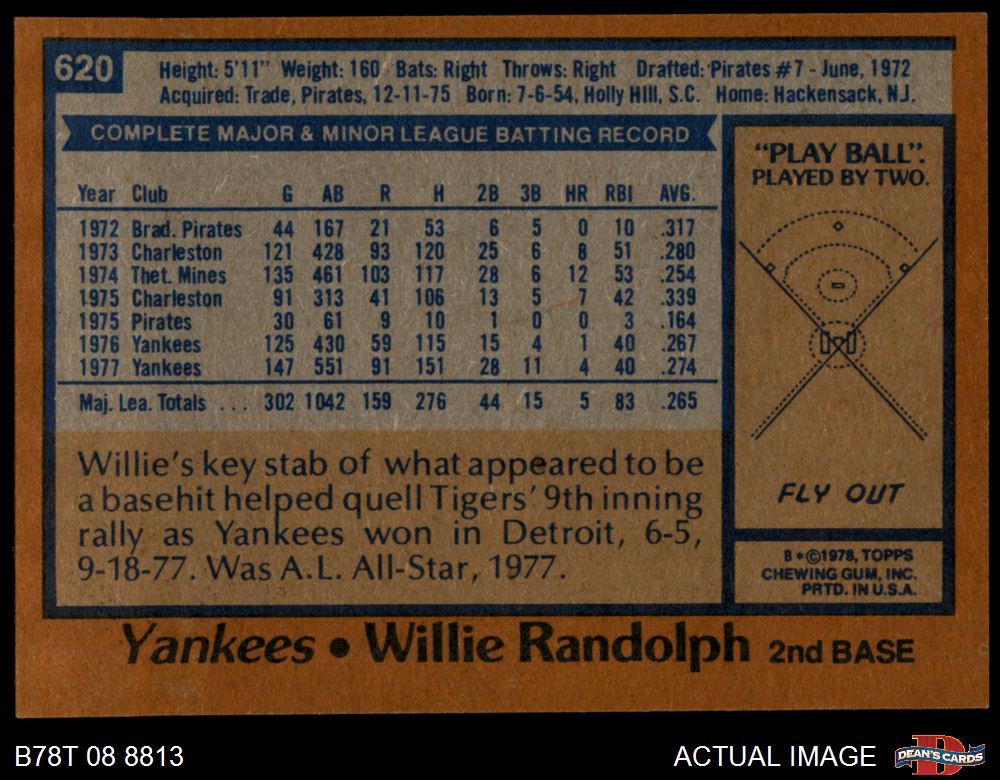 620
Height: 5'11" Weight: 160 Bats: Right Throws: Right Drafted: Pirates #7 - June, 1972
Acquired: Trade, Pirates, 12-11-75 Born: 7-6-54, Holly Hill, S.C. Home: Hackensack, N.J.
COMPLETE MAJOR & MINOR LEAGUE BATTING RECORD
Year Club G AB R H 2B 3B HR RBI AVG.
1972 Brad. Pirates 44 167 21 53 6 5 0 10 .317
1973 Charleston 121 428 93 120 25 6 8 51 .280
1974 Thet. Mines 135 461 103 117 28 6 12 53 .254
1975 Charleston 91 313 41 106 13 5 7 42 .339
1975 Pirates 30 61 9 10 1 0 0 3 .164
1976 Yankees 125 430 59 115 15 4 1 40 .267
1977 Yankees 147 551 91 151 28 11 4 40 .274
Maj. Lea. Totals ... 302 1042 159 276 44 15 5 83 .265
Willie's key stab of what appeared to be
a basehit helped quell Tigers' 9th inning
rally as Yankees won in Detroit, 6-5,
9-18-77. Was A.L. All-Star, 1977.
"PLAY BALL".
PLAYED BY TWO.
FLY OUT
B*©1978, TOPPS
CHEWING GUM, INC.
PRTD. IN U.S.A.
Yankees • Willie Randolph 2nd BASE
B78T 08 8813
ACTUAL IMAGE
D
DEAN'S CARDS